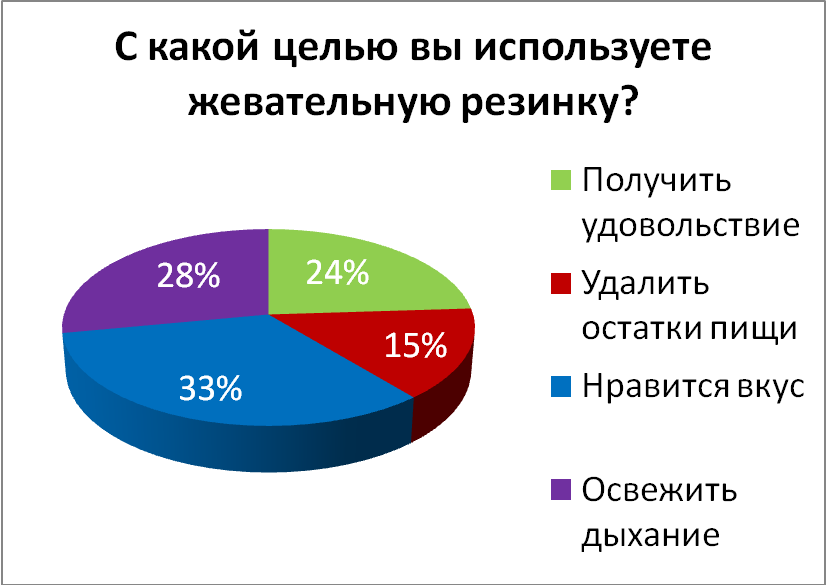 С какой целью вы используете
жевательную резинку?
Получить
удовольствие
28%
24%
Удалить
остатки пищи
15%
33%
Нравится вкус
Освежить
дыхание